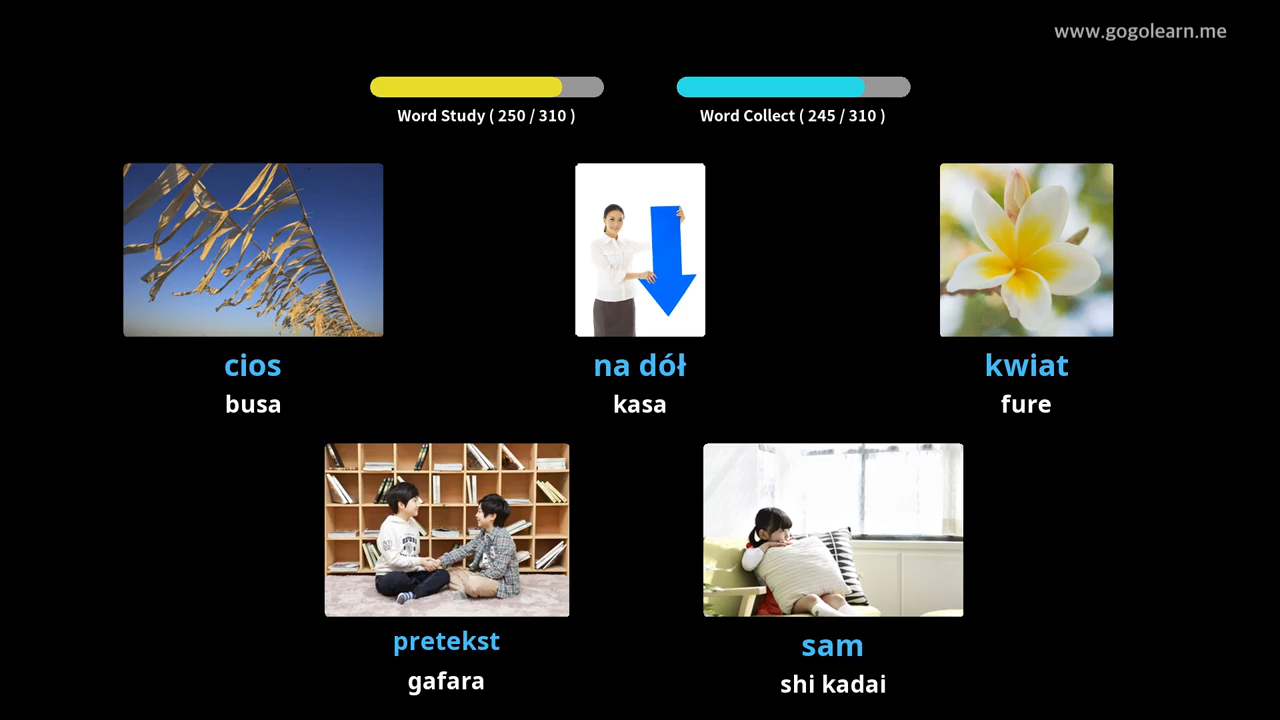 www.gogolearn.me
Word Study ( 250 / 310 )
Word Collect ( 245 / 310 )
cios
busa
na dół
kasa
kwiat
fure
pretekst
gafara
sam
shi kadai